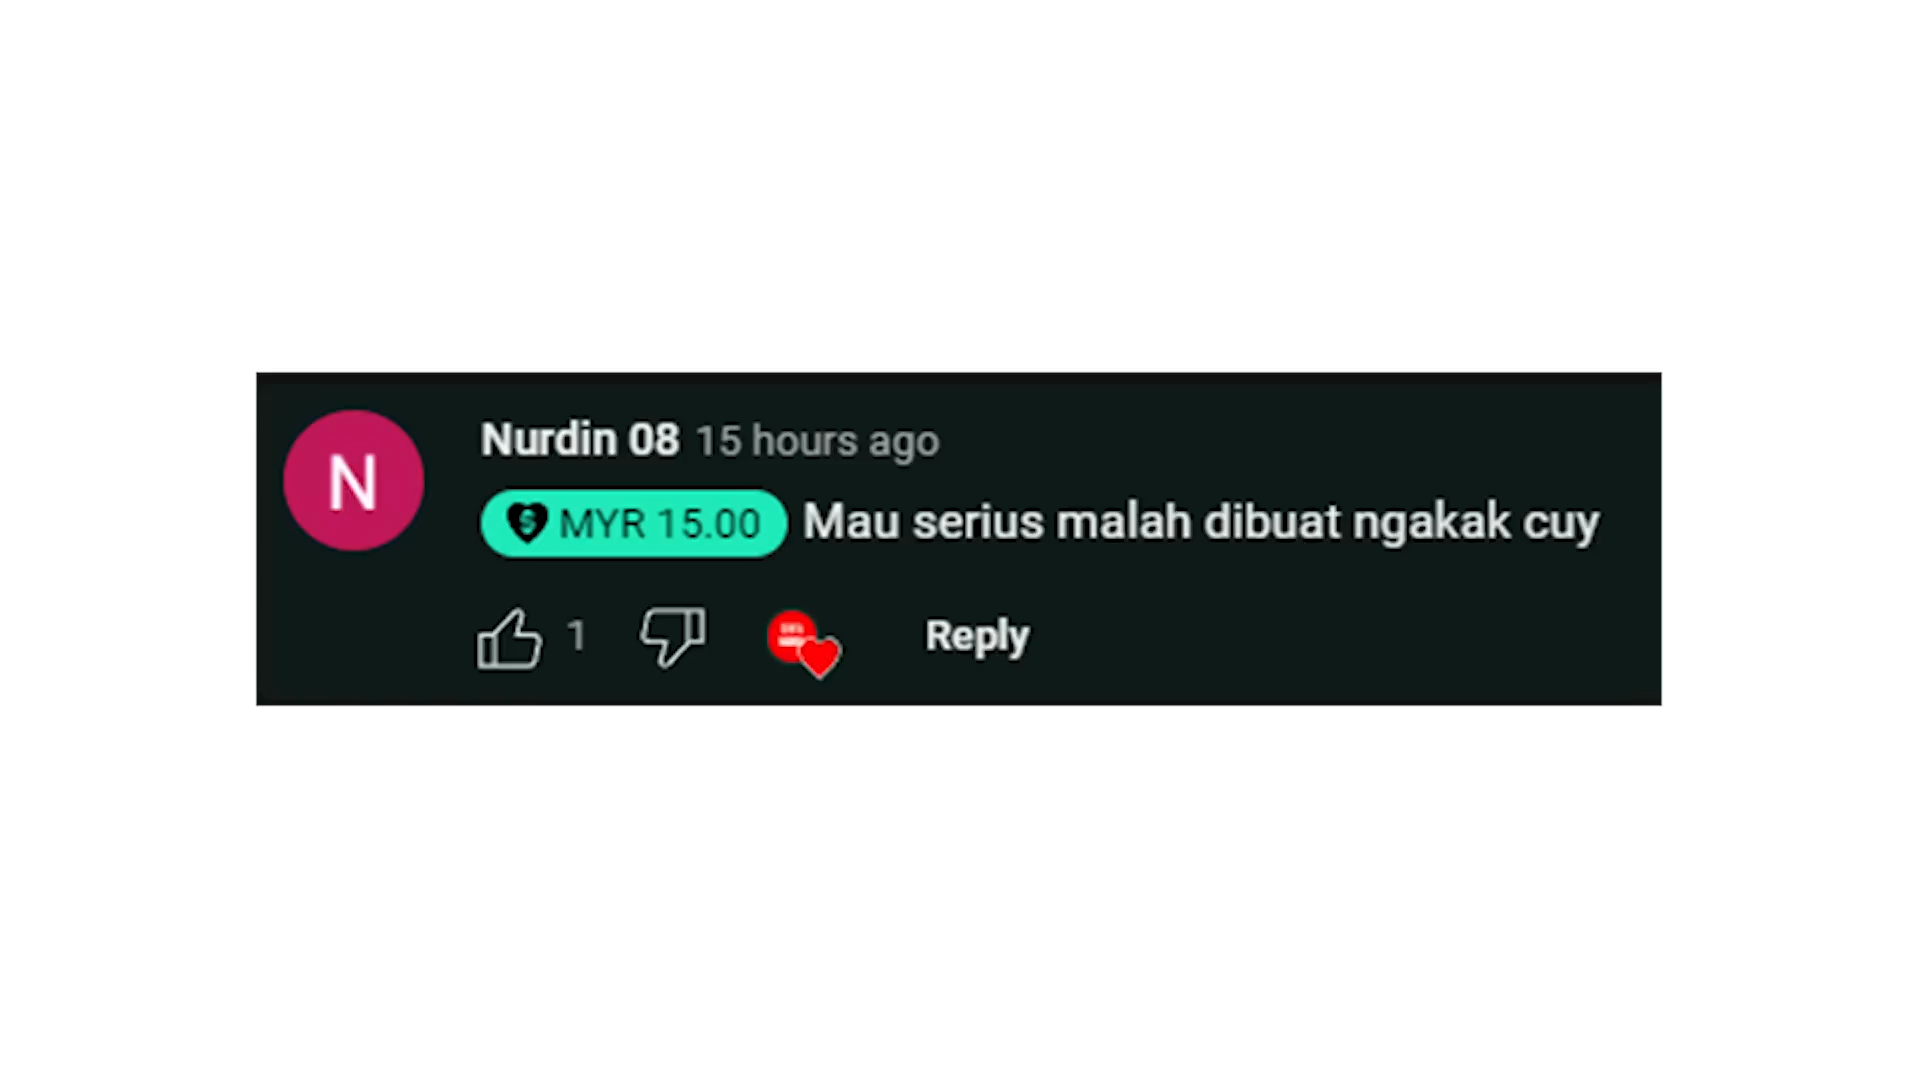 N
Nurdin 08 15 hours ago
MYR 15.00 Mau serius malah dibuat ngakak cuy
1 Reply